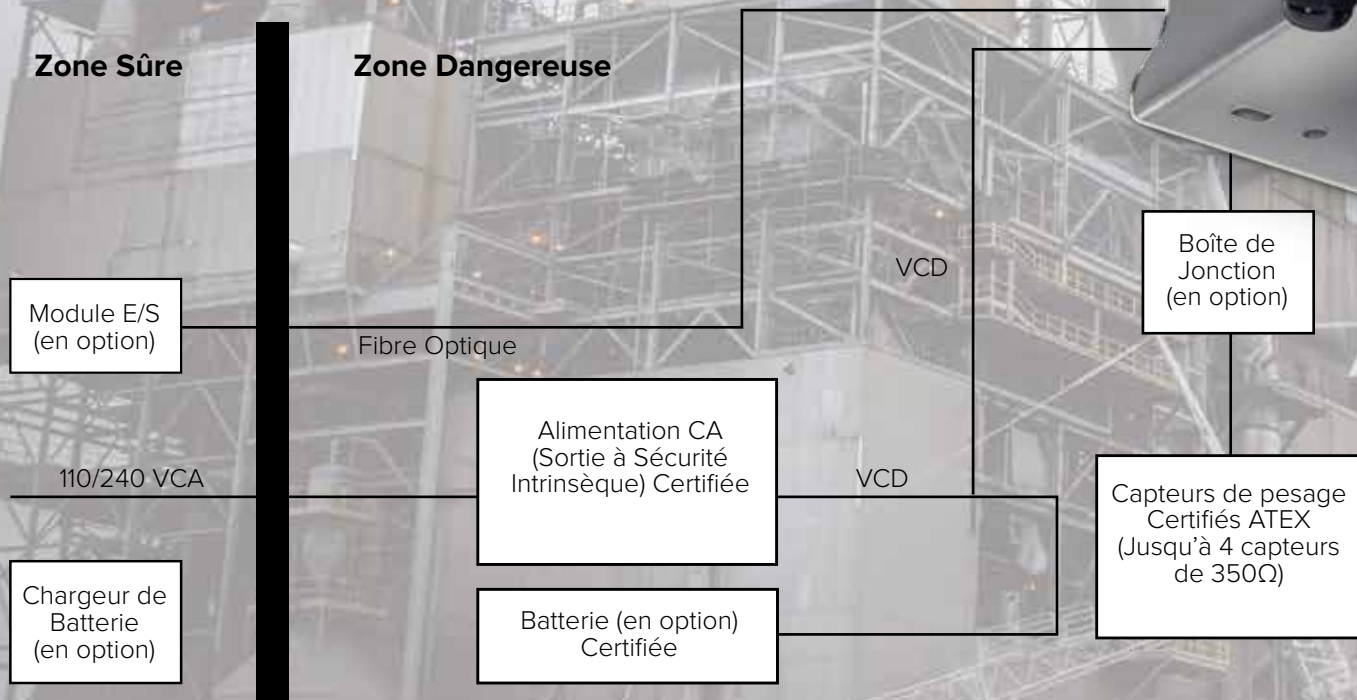 Zone Sûre
Zone Dangereuse
VCD
Boîte de
Jonction
(en option)
Module E/S
(en option)
Fibre Optique
Alimentation CA
(Sortie à Sécurité
Intrinsèque) Certifiée
110/240 VCA
VCD
Capteurs de pesage
Certifiés ATEX
(Jusqu'à 4 capteurs
de 350Ω)
Chargeur de
Batterie
(en option)
Batterie (en option)
Certifiée